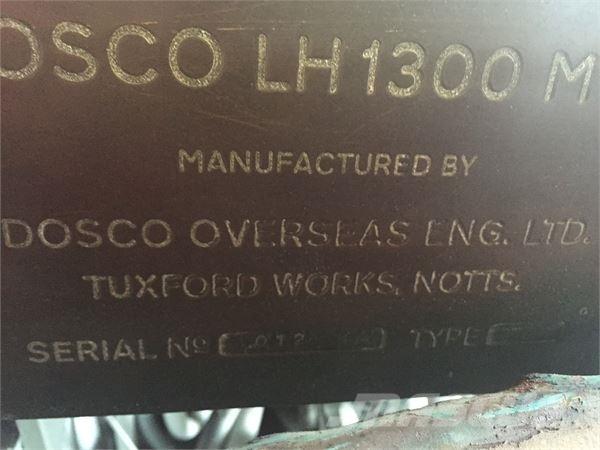 OSCO LH1300 M
MANUFACTURED BY
DOSCO OVERSEAS ENG. LTD.
TUXFORD WORKS, NOTTS.
SERIAL Nº TYPE